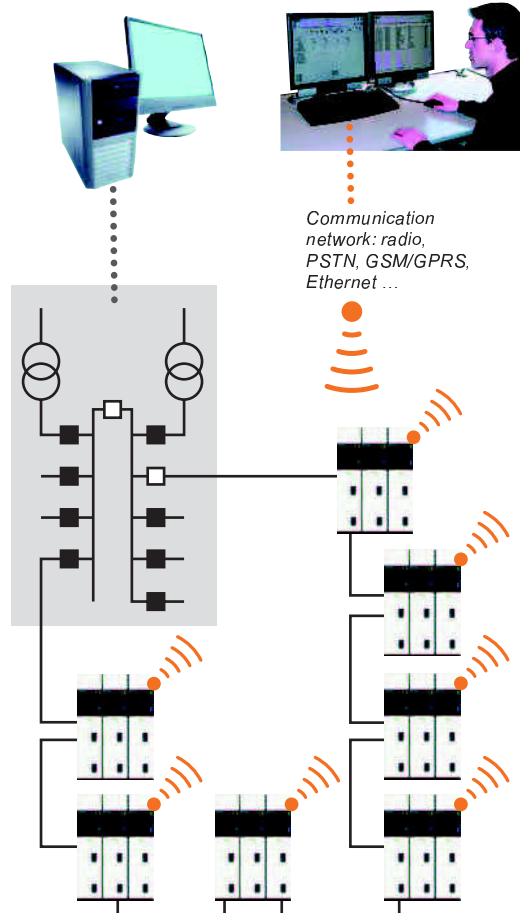 Communication
network: radio,
PSTN, GSM/GPRS,
Ethernet ...